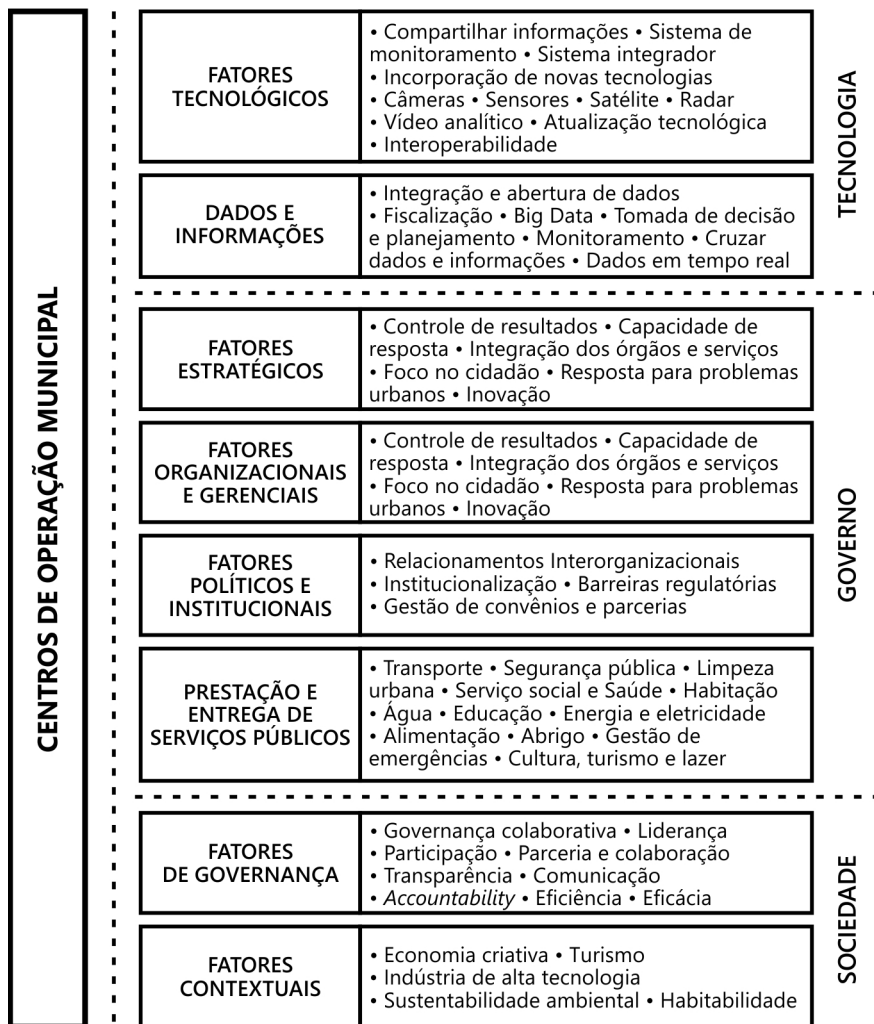 CENTROS DE OPERAÇÃO MUNICIPAL
TECNOLOGIA
FATORES
TECNOLÓGICOS
• Compartilhar informações • Sistema de
monitoramento • Sistema integrador
• Incorporação de novas tecnologias
• Câmeras • Sensores • Satélite • Radar
• Vídeo analítico • Atualização tecnológica
• Interoperabilidade
DADOS E
INFORMAÇÕES
• Integração e abertura de dados
• Fiscalização • Big Data • Tomada de decisão
e planejamento • Monitoramento • Cruzar
dados e informações • Dados em tempo real
GOVERNO
FATORES
ESTRATÉGICOS
• Controle de resultados • Capacidade de
resposta • Integração dos órgãos e serviços
• Foco no cidadão • Resposta para problemas
urbanos • Inovação
FATORES
ORGANIZACIONAIS
E GERENCIAIS
• Controle de resultados • Capacidade de
resposta • Integração dos órgãos e serviços
• Foco no cidadão • Resposta para problemas
urbanos • Inovação
FATORES
POLÍTICOS E
INSTITUCIONAIS
• Relacionamentos Interorganizacionais
• Institucionalização • Barreiras regulatórias
• Gestão de convênios e parcerias
PRESTAÇÃO E
ENTREGA DE
SERVIÇOS PÚBLICOS
• Transporte • Segurança pública • Limpeza
urbana • Serviço social e Saúde • Habitação
• Água • Educação • Energia e eletricidade
• Alimentação • Abrigo • Gestão de
emergências • Cultura, turismo e lazer
SOCIEDADE
FATORES
DE GOVERNANÇA
• Governança colaborativa • Liderança
• Participação • Parceria e colaboração
• Transparência • Comunicação
• Accountability • Eficiência • Eficácia
FATORES
CONTEXTUAIS
• Economia criativa • Turismo
• Indústria de alta tecnologia
• Sustentabilidade ambiental • Habitabilidade